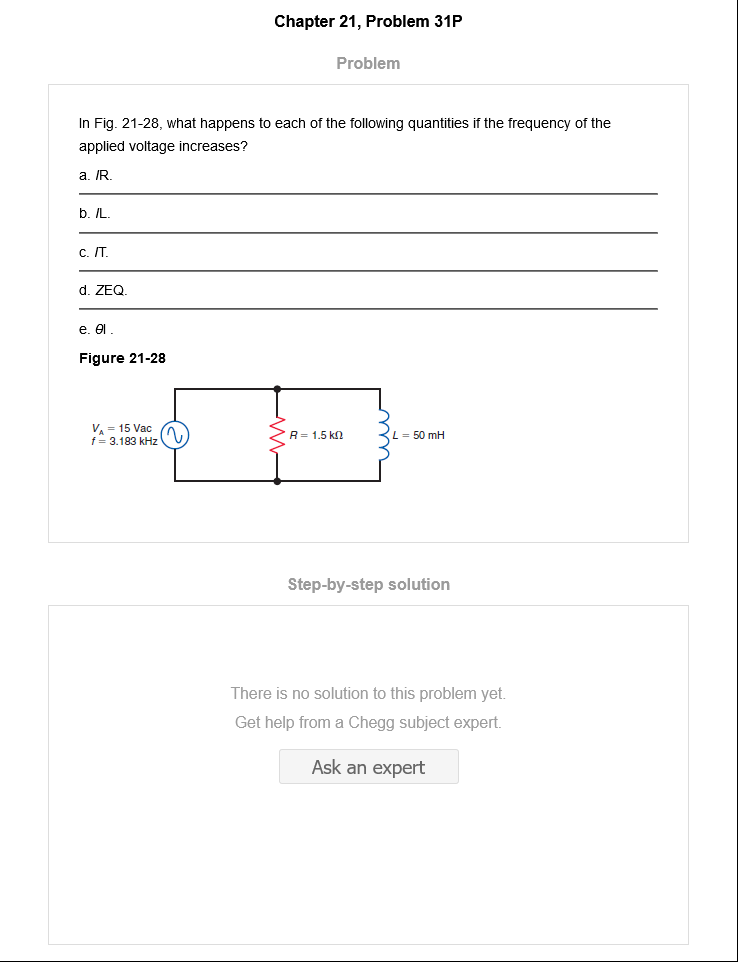 Chapter 21, Problem 31P
Problem
In Fig. 21-28, what happens to each of the following quantities if the frequency of the
applied voltage increases?
a. IR.
b. IL.
c. IT.
d. ZEQ.
e. θI .
Figure 21-28
VA = 15 Vac
f = 3.183 kHz
R = 1.5 kΩ
L = 50 mH
Step-by-step solution
There is no solution to this problem yet.
Get help from a Chegg subject expert.
Ask an expert